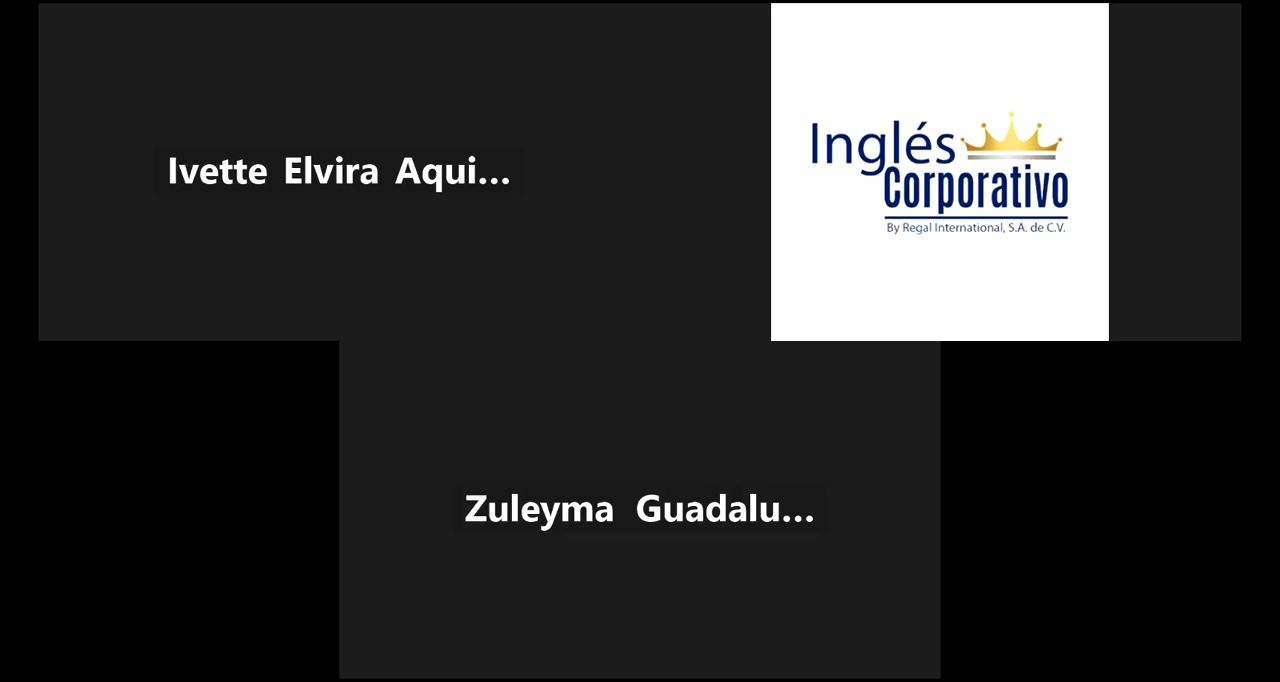 Ivette Elvira Aqui...
Inglés
Corporativo
By Regal International, S.A. de C.V.
Zuleyma Guadalu...